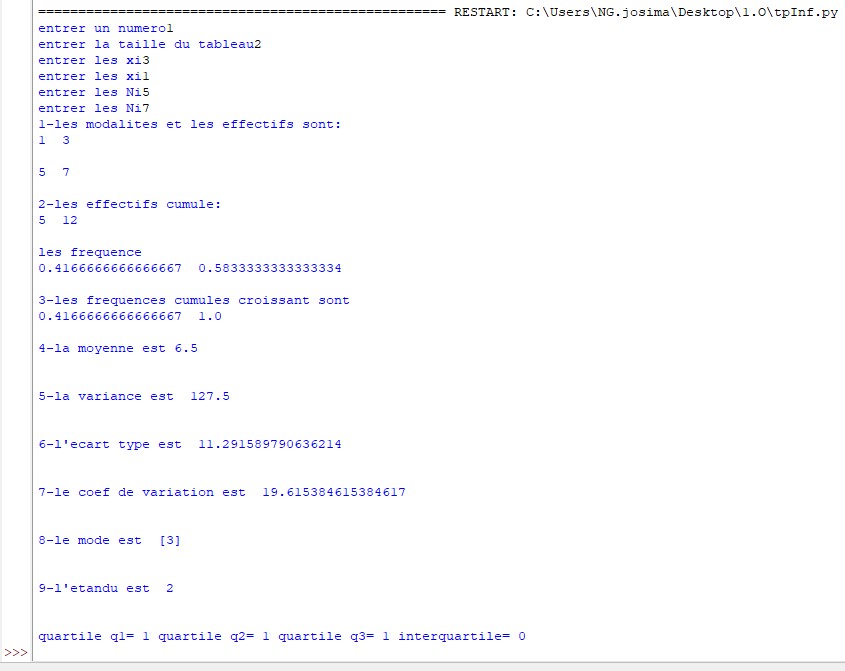 ================================================== RESTART: C:\Users\NG.josima\Desktop\1.O\tpInf.py
entrer un numero1
entrer la taille du tableau2
entrer les xi3
entrer les xi1
entrer les Ni5
entrer les Ni7
1-les modalites et les effectifs sont:
1  3
5  7
2-les effectifs cumule:
5  12
les frequence
0.4166666666666667  0.5833333333333334
3-les frequences cumules croissant sont
0.4166666666666667  1.0
4-la moyenne est 6.5
5-la variance est  127.5
6-l'ecart type est  11.291589790636214
7-le coef de variation est  19.615384615384617
8-le mode est  [3]
9-l'etandu est  2
quartile q1= 1 quartile q2= 1 quartile q3= 1 interquartile= 0
>>>